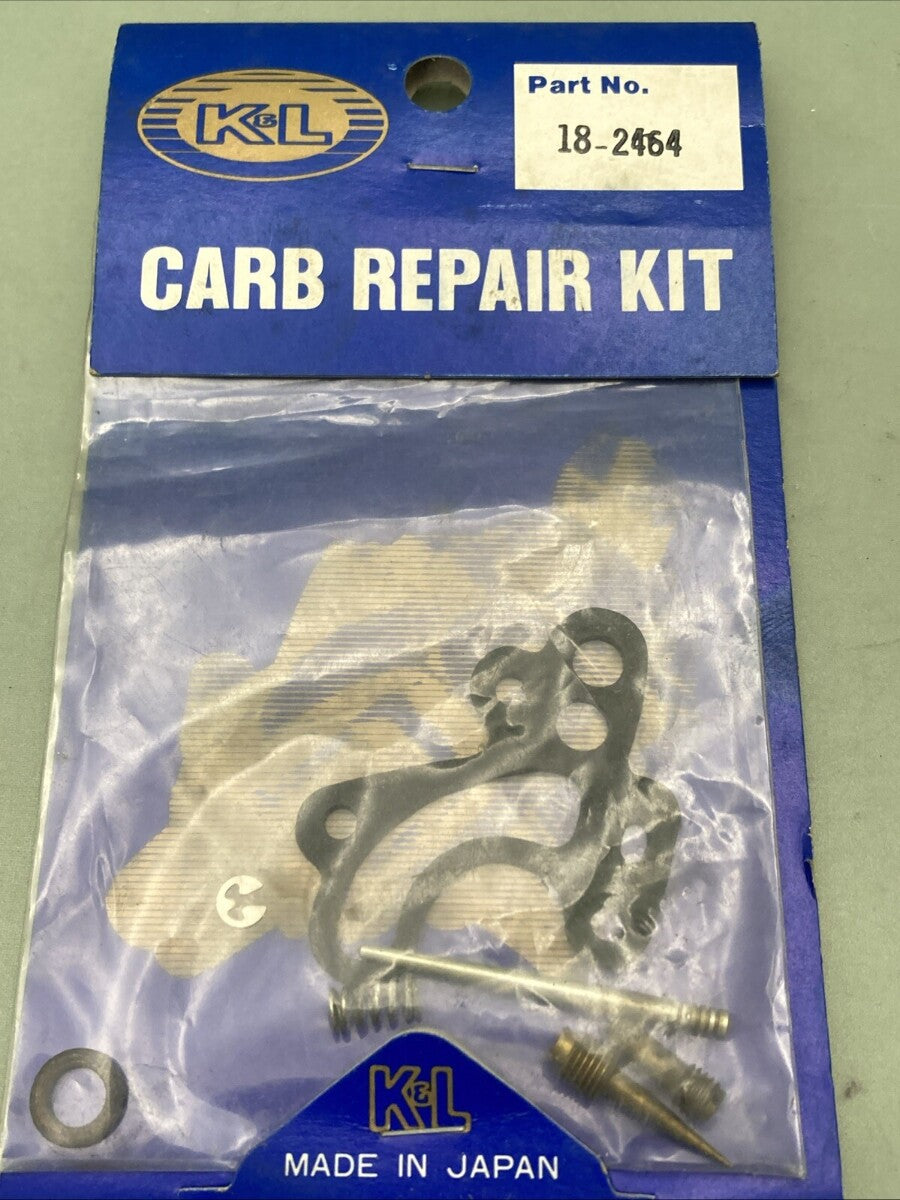 K&L
Part No.
18-2464
CARB REPAIR KIT
K&L
MADE IN JAPAN